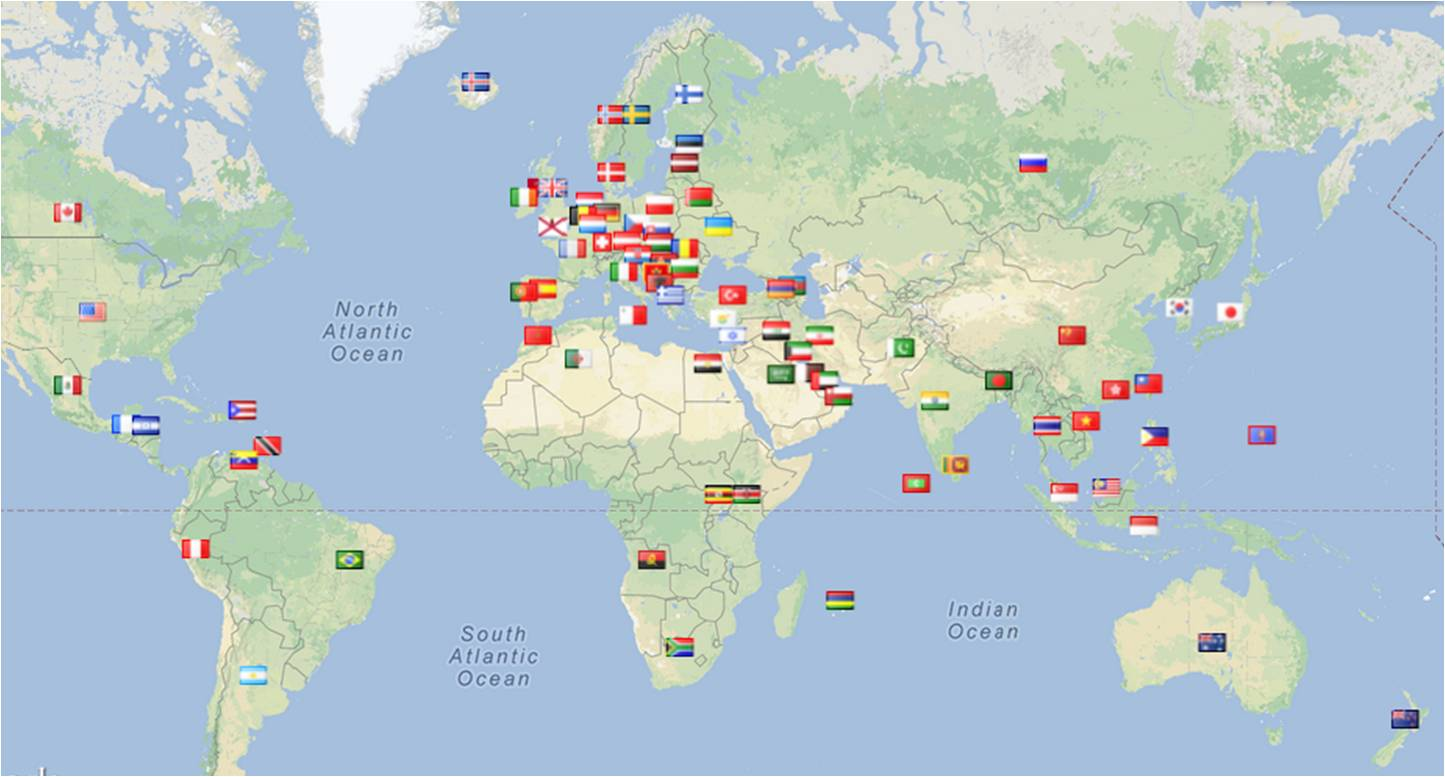 North
Atlantic
Ocean
South
Atlantic
Ocean
Indian
Ocean